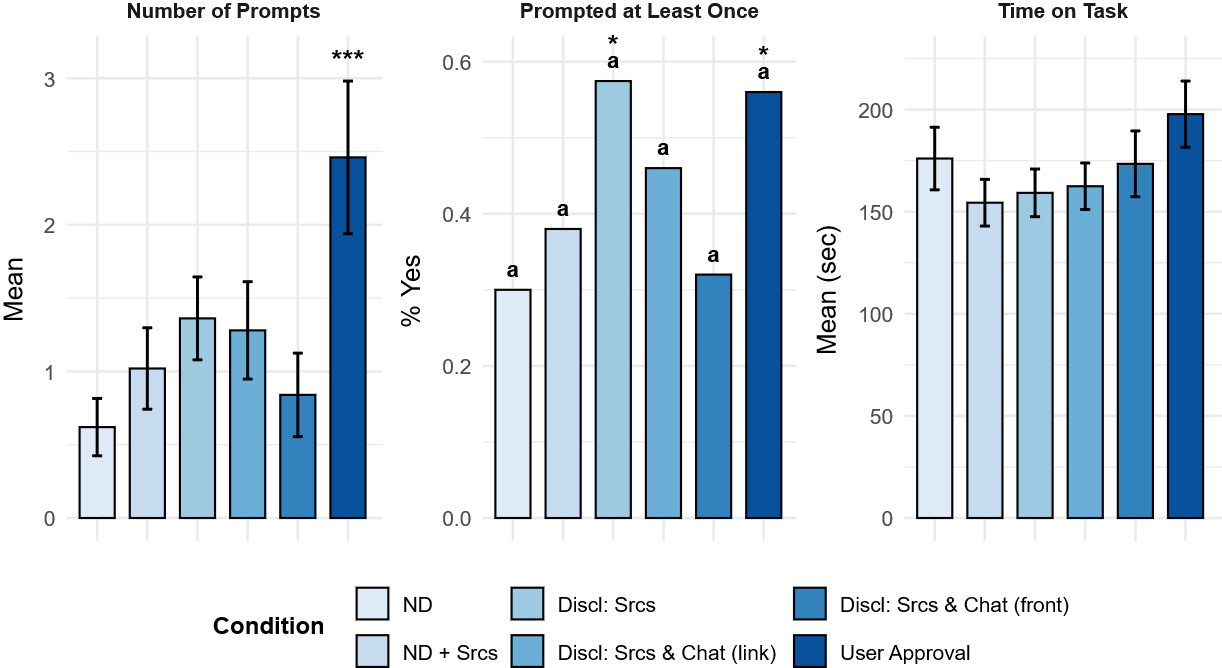 Number of Prompts
Mean
3
2
1
0
***
Prompted at Least Once
% Yes
0.6
0.4
0.2
0.0
a
a
*
a
a
a
*
a
Time on Task
Mean (sec)
200
150
100
50
0
Condition
ND
Discl: Srcs
Discl: Srcs & Chat (front)
ND + Srcs
Discl: Srcs & Chat (link)
User Approval